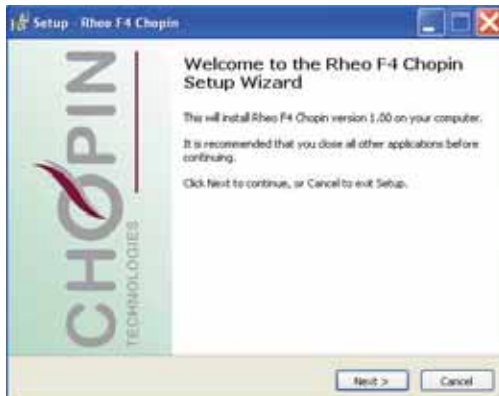 Setup - Rheo F4 Chopin
CHOPIN
TECHNOLOGIES
Welcome to the Rheo F4 Chopin
Setup Wizard
This will install Rheo F4 Chopin version 1.00 on your computer.
It is recommended that you close all other applications before
continuing.
Click Next to continue, or Cancel to exit Setup.
Next >
Cancel